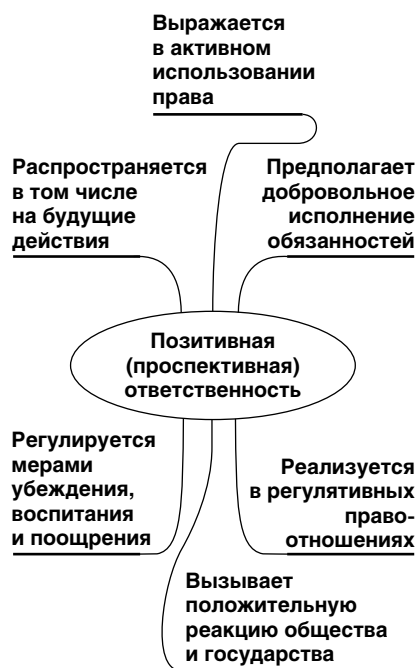 Выражается
в активном
использовании
права
Распространяется
в том числе
на будущие
действия
Предполагает
добровольное
исполнение
обязанностей
Позитивная
(проспективная)
ответственность
Регулируется
мерами
убеждения,
воспитания
и поощрения
Реализуется
в регулятивных
право-
отношениях
Вызывает
положительную
реакцию общества
и государства